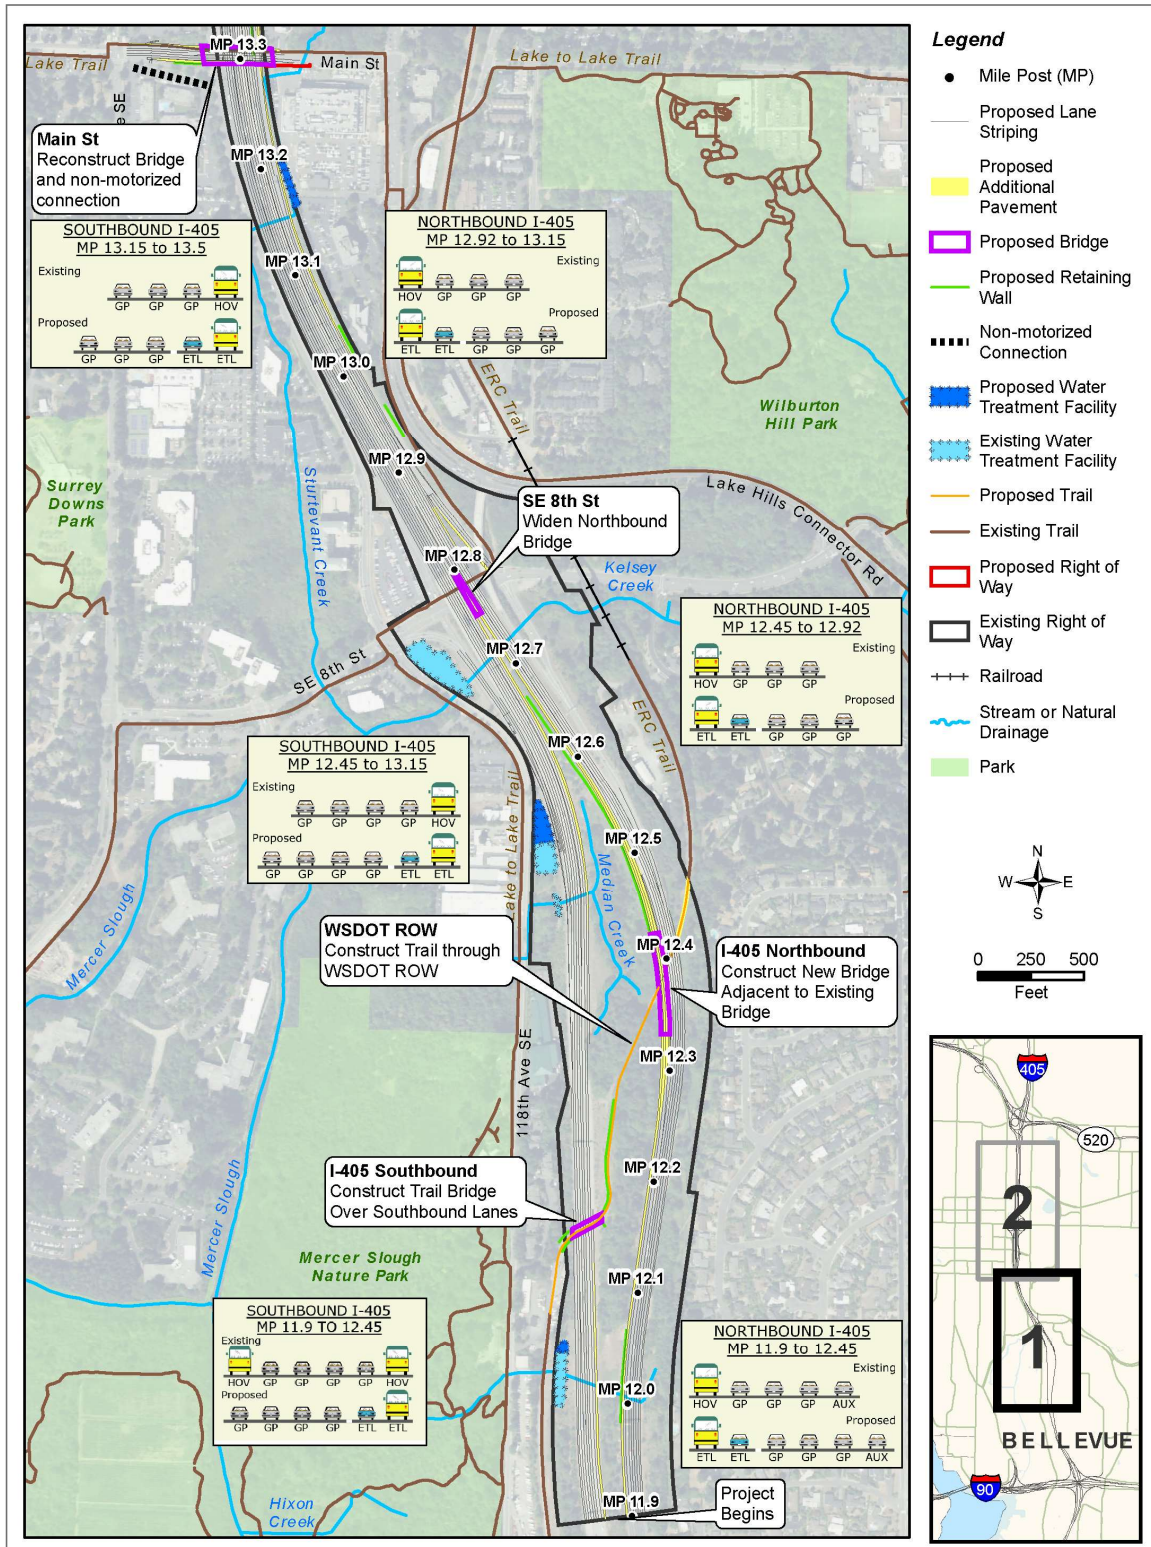 MP 13.3
Lake Trail
Main St
Lake to Lake Trail
e SE
Main St
Reconstruct Bridge
and non-motorized
connection
MP 13.2
SOUTHBOUND I-405
MP 13.15 to 13.5
Existing
GP GP GP HOV
Proposed
GP GP GP ETL ETL
NORTHBOUND I-405
MP 12.92 to 13.15
Existing
HOV GP GP GP
Proposed
ETL ETL GP GP GP
MP 13.1
MP 13.0
ERC Trail
Wilburton
Hill Park
MP 12.9
Surrey
Downs
Park
Sturtevant Creek
SE 8th St
Widen Northbound
Bridge
Lake Hills Connector Rd
MP 12.8
Kelsey
Creek
NORTHBOUND I-405
MP 12.45 to 12.92
Existing
HOV GP GP GP
Proposed
ETL ETL GP GP GP
MP 12.7
SE 8th St
ERC Trail
MP 12.6
SOUTHBOUND I-405
MP 12.45 to 13.15
Existing
GP GP GP GP HOV
Proposed
GP GP GP GP ETL ETL
Lake to Lake Trail
MP 12.5
Median Creek
Mercer Slough
WSDOT ROW
Construct Trail through
WSDOT ROW
MP 12.4
I-405 Northbound
Construct New Bridge
Adjacent to Existing
Bridge
118th Ave SE
MP 12.3
MP 12.2
I-405 Southbound
Construct Trail Bridge
Over Southbound Lanes
Mercer Slough
Mercer Slough
Nature Park
MP 12.1
SOUTHBOUND I-405
MP 11.9 TO 12.45
Existing
HOV GP GP GP GP HOV
Proposed
GP GP GP GP ETL ETL
NORTHBOUND I-405
MP 11.9 to 12.45
Existing
HOV GP GP GP AUX
Proposed
ETL ETL GP GP GP AUX
MP 12.0
Hixon
Creek
MP 11.9
Project
Begins
Legend
Mile Post (MP)
Proposed Lane
Striping
Proposed
Additional
Pavement
Proposed Bridge
Proposed Retaining
Wall
Non-motorized
Connection
Proposed Water
Treatment Facility
Existing Water
Treatment Facility
Proposed Trail
Existing Trail
Proposed Right of
Way
Existing Right of
Way
Railroad
Stream or Natural
Drainage
Park
N
W E
S
0 250 500
Feet
405
520
2
1
BELLEVUE
90